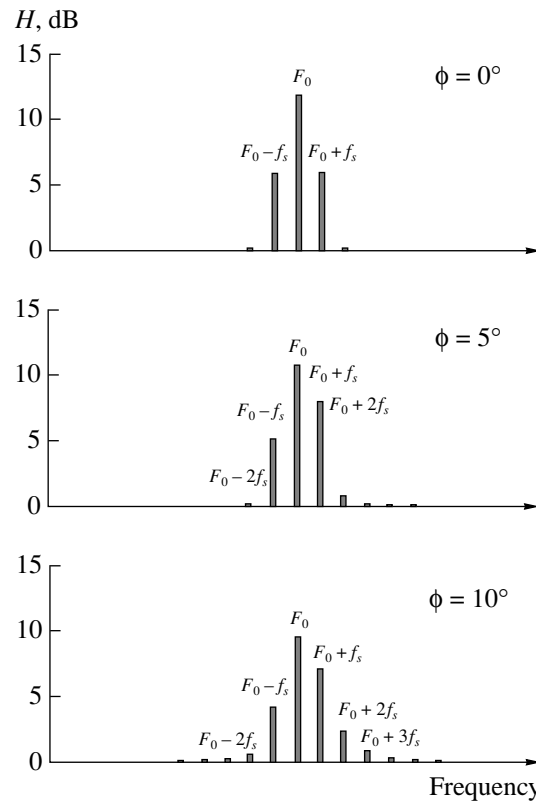 H, dB
15
10
5
0
F₀
F₀ – fₛ
F₀ + fₛ
ϕ = 0°
15
10
5
0
F₀
F₀ + fₛ
F₀ – fₛ
F₀ + 2fₛ
F₀ – 2fₛ
ϕ = 5°
15
10
5
0
F₀
F₀ + fₛ
F₀ – fₛ
F₀ + 2fₛ
F₀ – 2fₛ
F₀ + 3fₛ
ϕ = 10°
Frequency